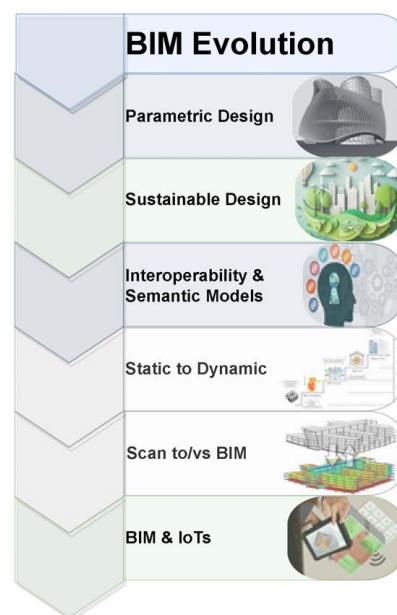 BIM Evolution
Parametric Design
Sustainable Design
Interoperability &
Semantic Models
Static to Dynamic
Scan to/vs BIM
BIM & IoTs